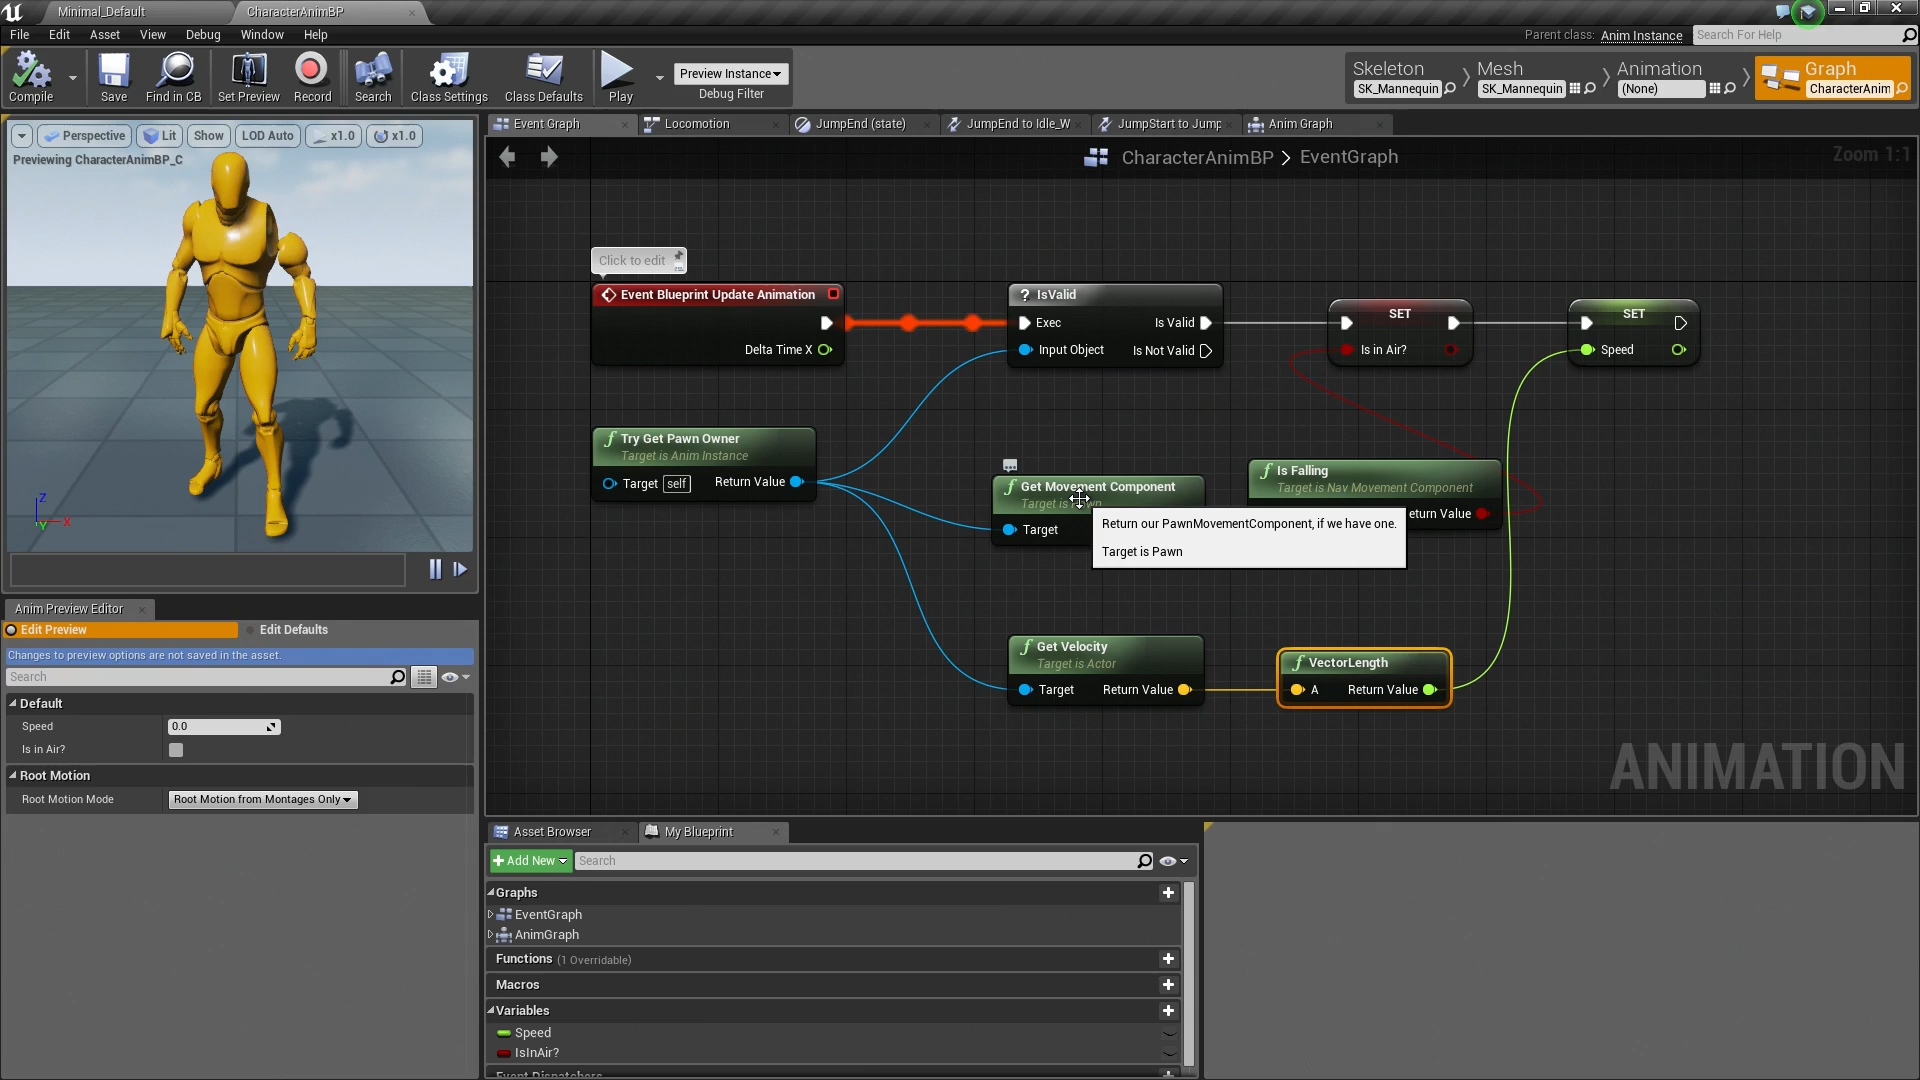 Minimal_Default
CharacterAnimBP
File Edit Asset View Debug Window Help
Parent class: Anim Instance
Search For Help
Compile
Save
Find in CB
Set Preview
Record
Search
Class Settings
Class Defaults
Play
Preview Instance
Debug Filter
Skeleton
SK_Mannequin
Mesh
SK_Mannequin
Animation
(None)
Graph
CharacterAnim
Perspective
Lit
Show
LOD Auto
x1.0
x1.0
Previewing CharacterAnimBP_C
Z
Y
X
Event Graph
Locomotion
JumpEnd (state)
JumpEnd to Idle_W
JumpStart to Jump
Anim Graph
CharacterAnimBP > EventGraph
Zoom 1:1
Click to edit
Event Blueprint Update Animation
Delta Time X
? IsValid
Exec
Is Valid
Input Object
Is Not Valid
SET
Is in Air?
SET
Speed
f Try Get Pawn Owner
Target is Anim Instance
Target self
Return Value
f Get Movement Component
Target is Pawn
Target
Return our PawnMovementComponent, if we have one.
Target is Pawn
f Is Falling
Target is Nav Movement Component
eturn Value
f Get Velocity
Target is Actor
Target
Return Value
f VectorLength
A
Return Value
ANIMATION
Anim Preview Editor
Edit Preview
Edit Defaults
Changes to preview options are not saved in the asset.
Search
Default
Speed
0.0
Is in Air?
Root Motion
Root Motion Mode
Root Motion from Montages Only
Asset Browser
My Blueprint
+ Add New
Search
Graphs
EventGraph
AnimGraph
Functions (1 Overridable)
Macros
Variables
Speed
IsInAir?
Event Dispatchers